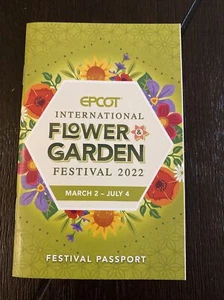 EPCOT
INTERNATIONAL
FLOWER &
GARDEN
FESTIVAL 2022
MARCH 2 – JULY 4
FESTIVAL PASSPORT